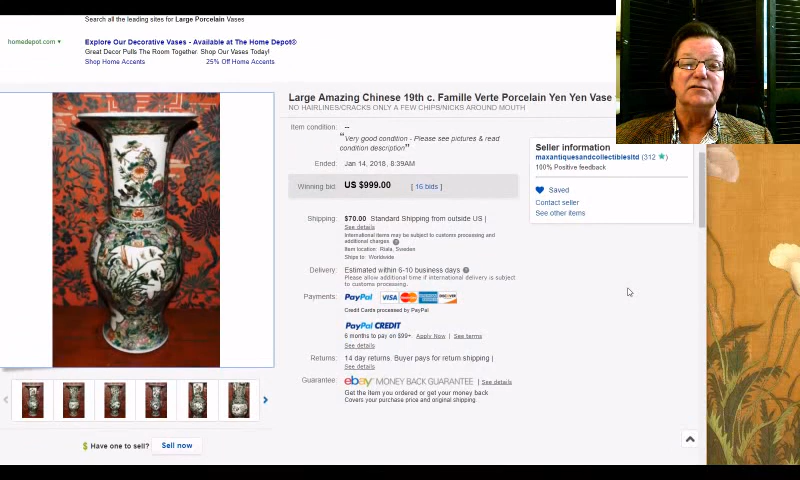 Search all the leading sites for Large Porcelain Vases
homedepot.com ▾
Explore Our Decorative Vases - Available at The Home Depot®
Great Decor Pulls The Room Together. Shop Our Vases Today!
Shop Home Accents
25% Off Home Accents
Large Amazing Chinese 19th c. Famille Verte Porcelain Yen Yen Vase
NO HAIRLINES/CRACKS ONLY A FEW CHIPS/NICKS AROUND MOUTH
Item condition: --
"Very good condition - Please see pictures & read
condition description"
Ended: Jan 14, 2018 , 8:39AM
Winning bid: US $999.00 [ 16 bids ]
Shipping: $70.00 Standard Shipping from outside US |
See details
International items may be subject to customs processing and
additional charges.
Item location: Riala, Sweden
Ships to: Worldwide
Delivery: Estimated within 6-10 business days
Please allow additional time if international delivery is subject
to customs processing.
Payments: PayPal VISA MasterCard AMERICAN EXPRESS DISCOVER
Credit Cards processed by PayPal
PayPal CREDIT
6 months to pay on $99+. Apply Now | See terms
See details
Returns: 14 day returns. Buyer pays for return shipping |
See details
Guarantee: ebay MONEY BACK GUARANTEE | See details
Get the item you ordered or get your money back
Covers your purchase price and original shipping.
Seller information
maxantiquesandcollectiblesltd (312 ★)
100% Positive feedback
Saved
Contact seller
See other items
$ Have one to sell? Sell now